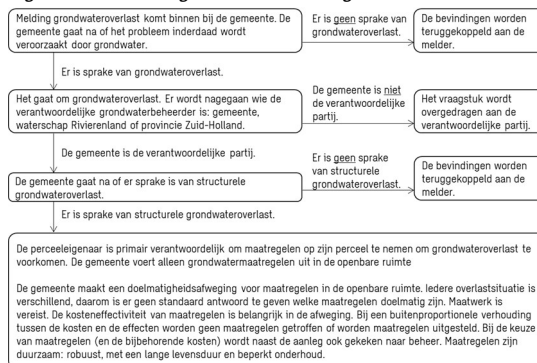 Melding grondwateroverlast komt binnen bij de gemeente. De
gemeente gaat na of het probleem inderdaad wordt
veroorzaakt door grondwater.
Er is geen sprake van
grondwateroverlast.
De bevindingen worden
teruggekoppeld aan de
melder.
Er is sprake van grondwateroverlast.
Het gaat om grondwateroverlast. Er wordt nagegaan wie de
verantwoordelijke grondwaterbeheerder is: gemeente,
waterschap Rivierenland of provincie Zuid-Holland.
De gemeente is niet
de verantwoordelijke
partij.
Het vraagstuk wordt
overgedragen aan de
verantwoordelijke partij.
De gemeente is de verantwoordelijke partij.
De gemeente gaat na of er sprake is van structurele
grondwateroverlast.
Er is geen sprake
van structurele
grondwateroverlast.
De bevindingen worden
teruggekoppeld aan de
melder.
Er is sprake van structurele grondwateroverlast.
De perceeleigenaar is primair verantwoordelijk om maatregelen op zijn perceel te nemen om grondwateroverlast te
voorkomen. De gemeente voert alleen grondwatermaatregelen uit in de openbare ruimte
De gemeente maakt een doelmatigheidsafweging voor maatregelen in de openbare ruimte. Iedere overlastsituatie is
verschillend, daarom is er geen standaard antwoord te geven welke maatregelen doelmatig zijn. Maatwerk is
vereist. De kosteneffectiviteit van maatregelen is belangrijk in de afweging. Bij een buitenproportionele verhouding
tussen de kosten en de effecten worden geen maatregelen getroffen of worden maatregelen uitgesteld. Bij de keuze
van maatregelen (en de bijbehorende kosten) wordt naast de aanleg ook gekeken naar beheer. Maatregelen zijn
duurzaam: robuust, met een lange levensduur en beperkt onderhoud.